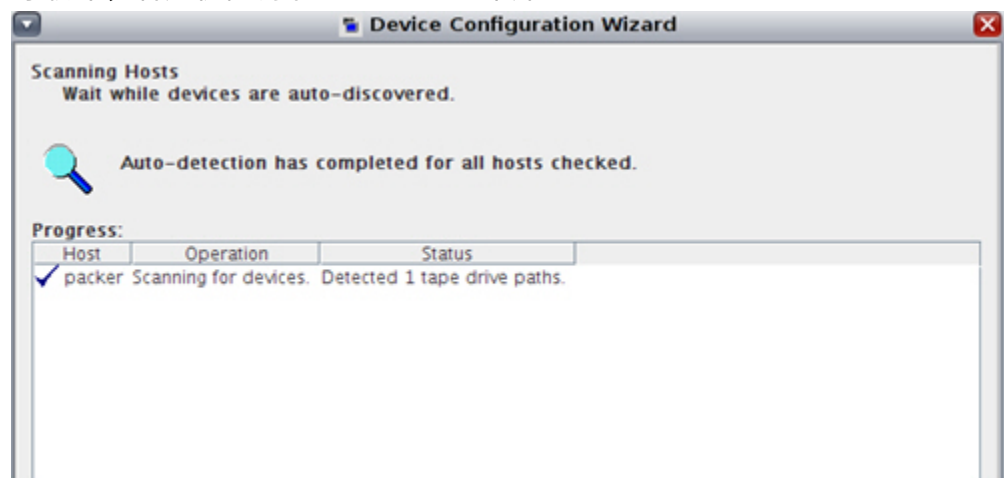 Device Configuration Wizard
Scanning Hosts
Wait while devices are auto-discovered.
Auto-detection has completed for all hosts checked.
Progress:
Host Operation Status
packer Scanning for devices. Detected 1 tape drive paths.